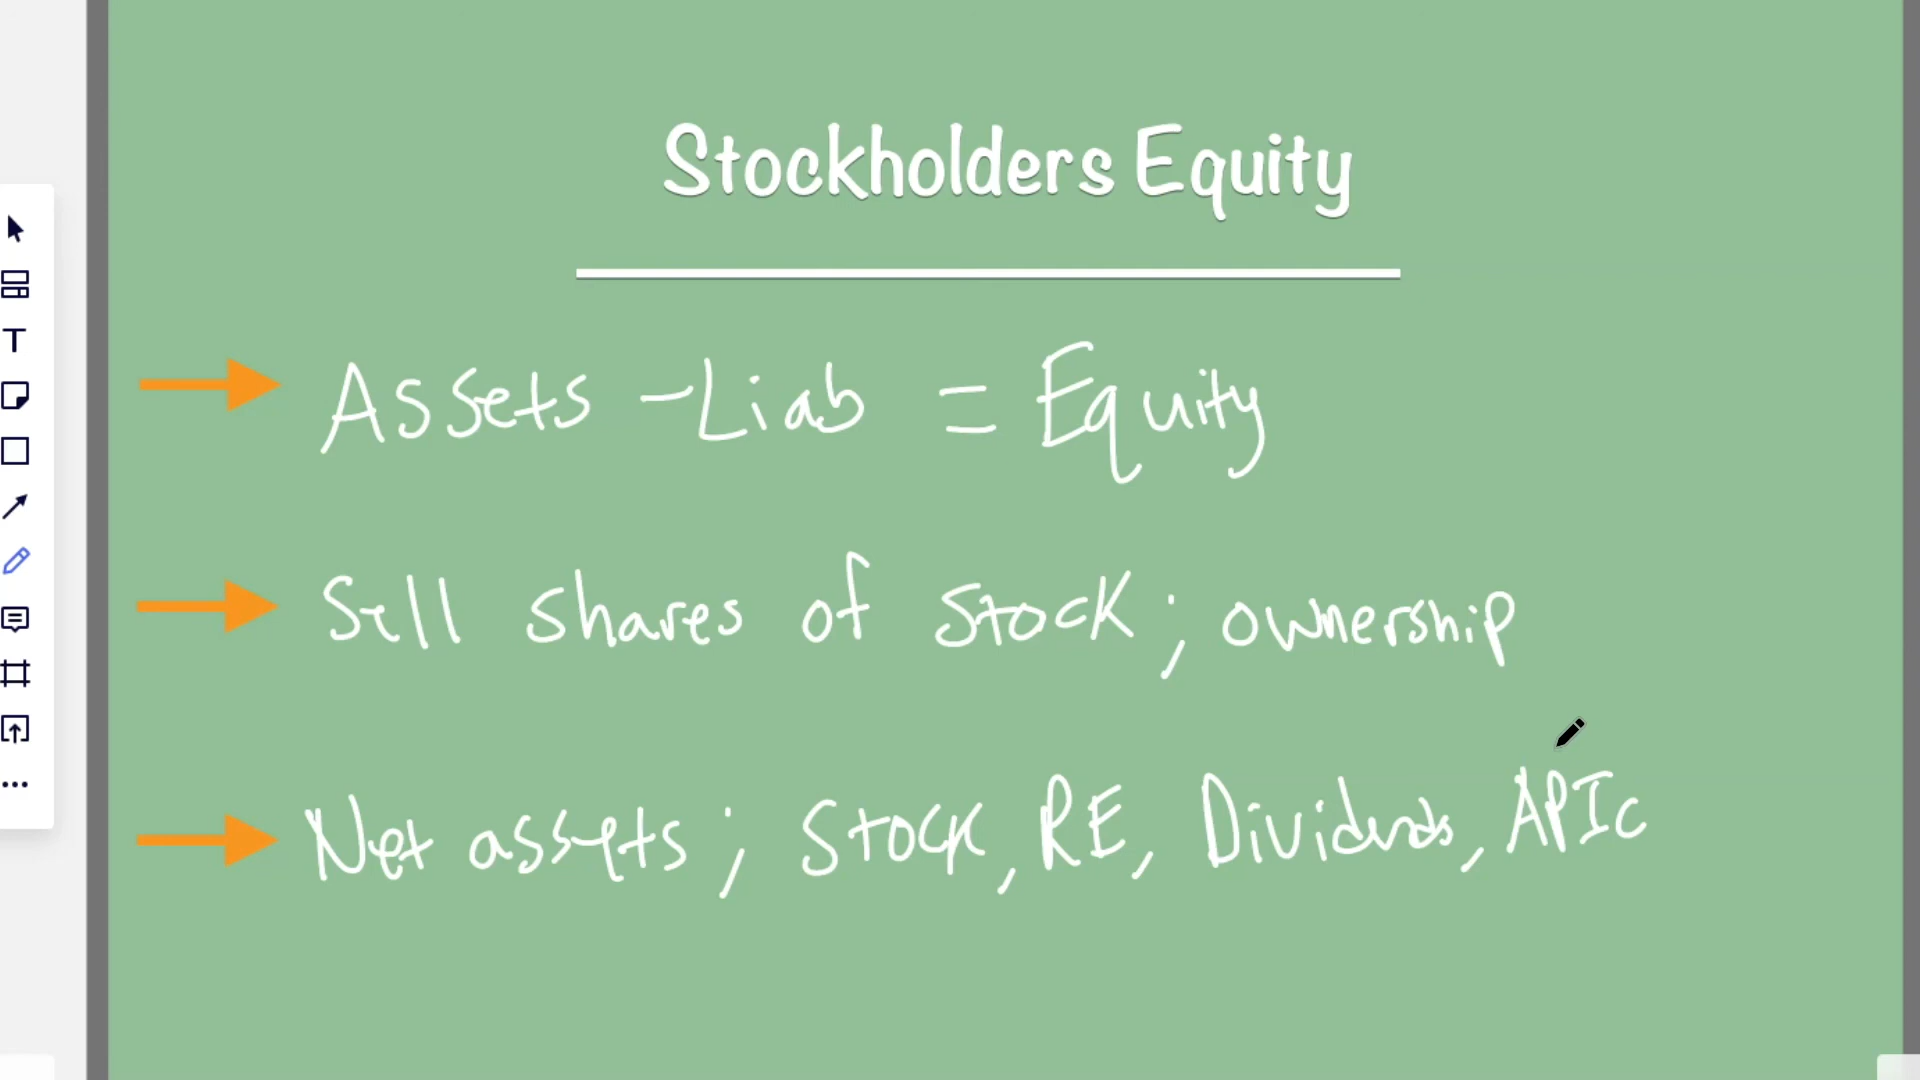 Stockholders Equity
Assets - Liab = Equity
Sell shares of stock; ownership
Net assets; Stock, RE, Dividends, APIC